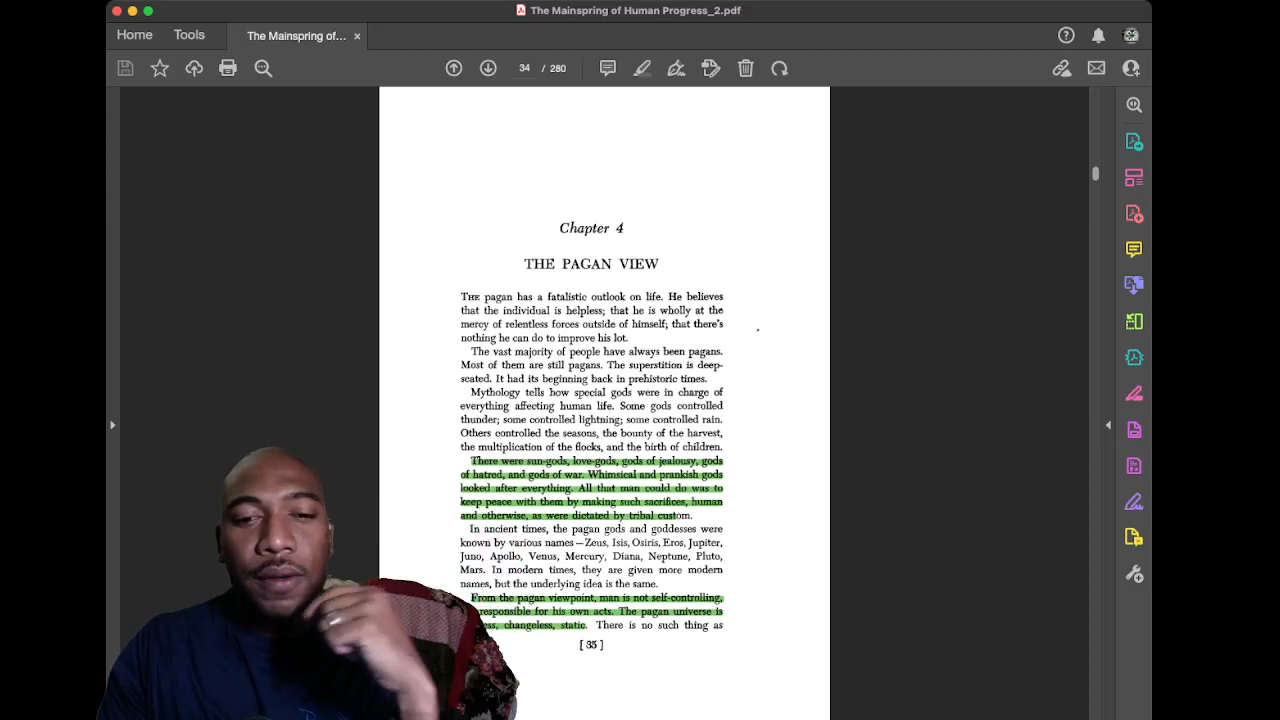 The Mainspring of Human Progress_2.pdf
Home Tools The Mainspring of... ×
34 / 280
Chapter 4
THE PAGAN VIEW
THE pagan has a fatalistic outlook on life. He believes
that the individual is helpless; that he is wholly at the
mercy of relentless forces outside of himself; that there's
nothing he can do to improve his lot.
The vast majority of people have always been pagans.
Most of them are still pagans. The superstition is deep-
seated. It had its beginning back in prehistoric times.
Mythology tells how special gods were in charge of
everything affecting human life. Some gods controlled
thunder; some controlled lightning; some controlled rain.
Others controlled the seasons, the bounty of the harvest,
the multiplication of the flocks, and the birth of children.
There were sun-gods, love-gods, gods of jealousy, gods
of hatred, and gods of war. Whimsical and prankish gods
looked after everything. All that man could do was to
keep peace with them by making such sacrifices, human
and otherwise, as were dictated by tribal custom.
In ancient times, the pagan gods and goddesses were
known by various names—Zeus, Isis, Osiris, Eros, Jupiter,
Juno, Apollo, Venus, Mercury, Diana, Neptune, Pluto,
Mars. In modern times, they are given more modern
names, but the underlying idea is the same.
From the pagan viewpoint, man is not self-controlling,
responsible for his own acts. The pagan universe is
changeless, static. There is no such thing as
[ 35 ]